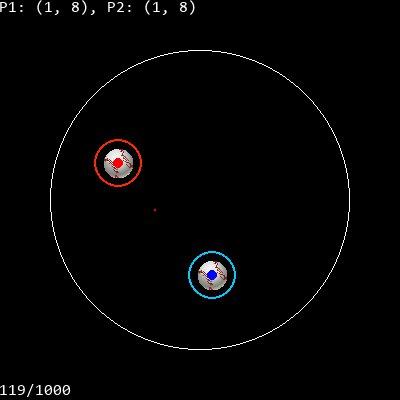 P1: (1, 8), P2: (1, 8)
119/1000